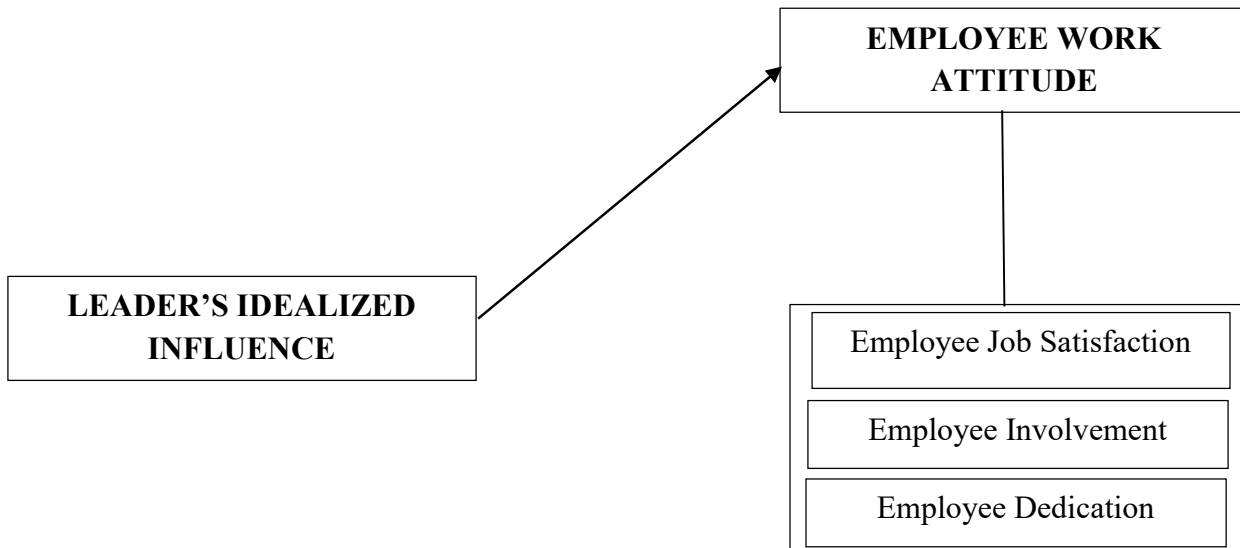 EMPLOYEE WORK
ATTITUDE
LEADER’S IDEALIZED
INFLUENCE
Employee Job Satisfaction
Employee Involvement
Employee Dedication